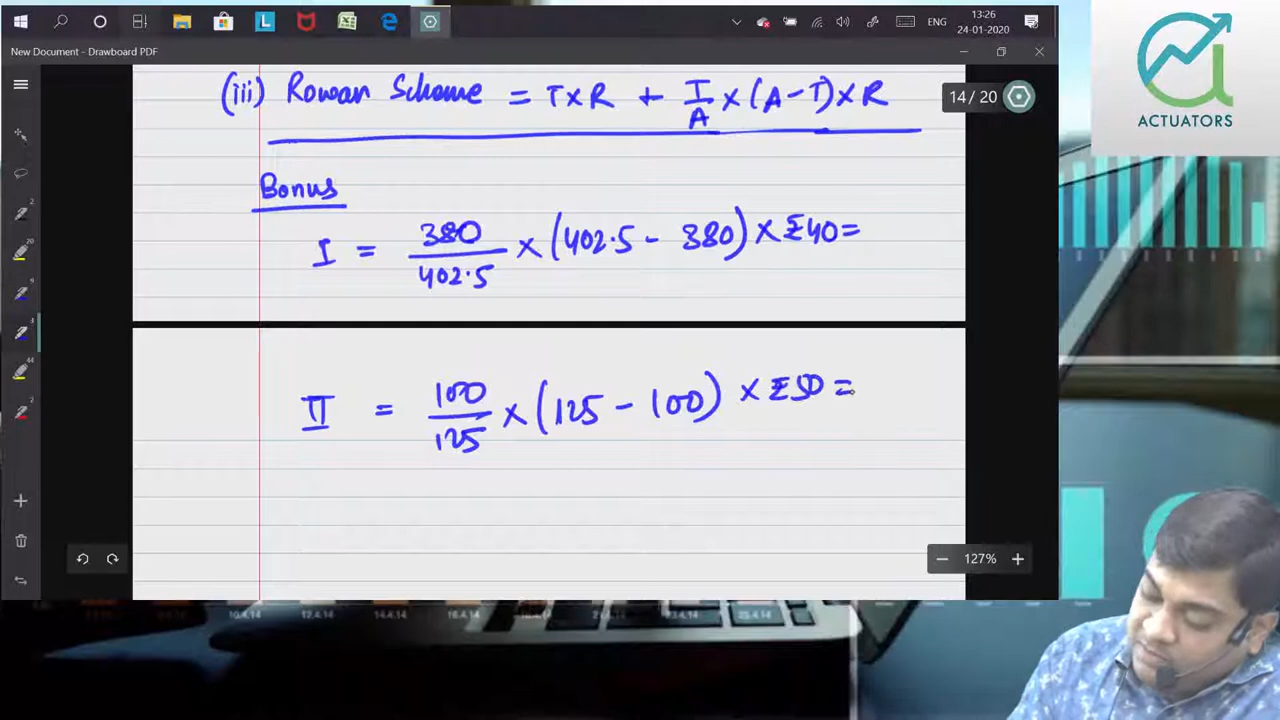 13:26
ENG
24-01-2020
New Document - Drawboard PDF
(iii) Rowan Scheme = T×R + T/A × (A-T) × R
14 / 20
ACTUATORS
Bonus
I = 380/402.5 × (402.5 - 380) × ₹40 =
II = 100/125 × (125 - 100) × ₹50 =
127%